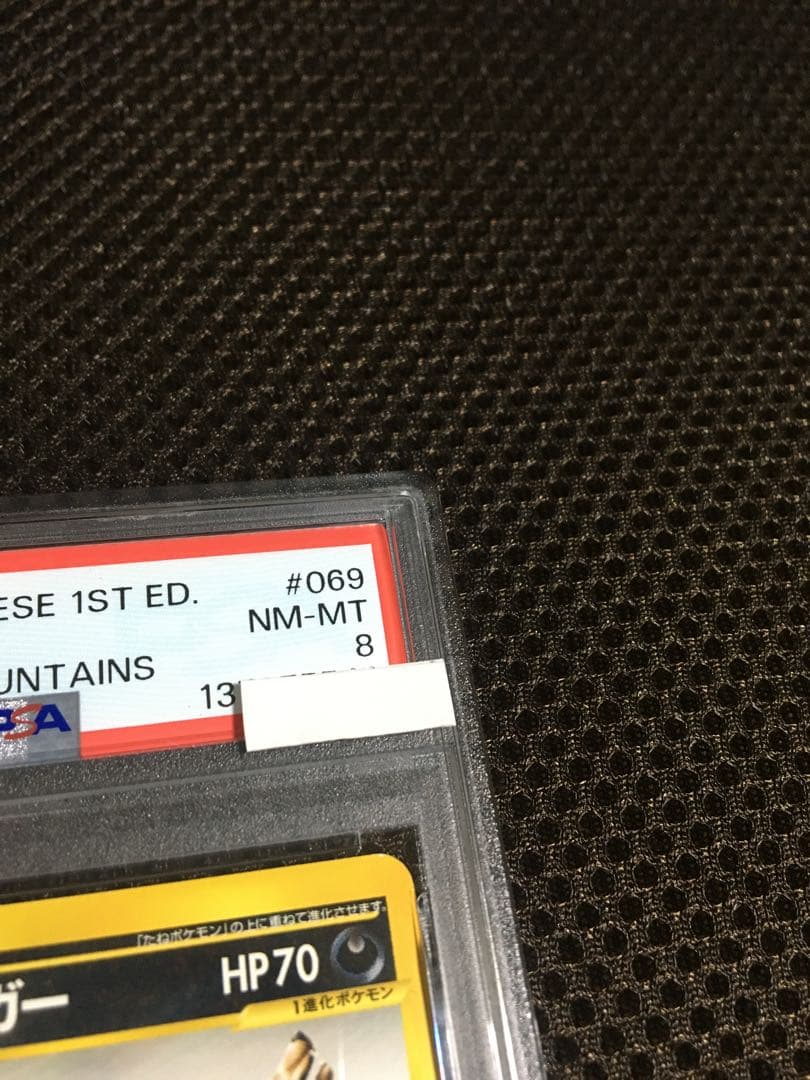 ESE 1ST ED. #069
NM-MT
8
UNTAINS
13
PSA
「たねポケモン」の上に重ねて進化させます。
ガー HP70
1進化ポケモン